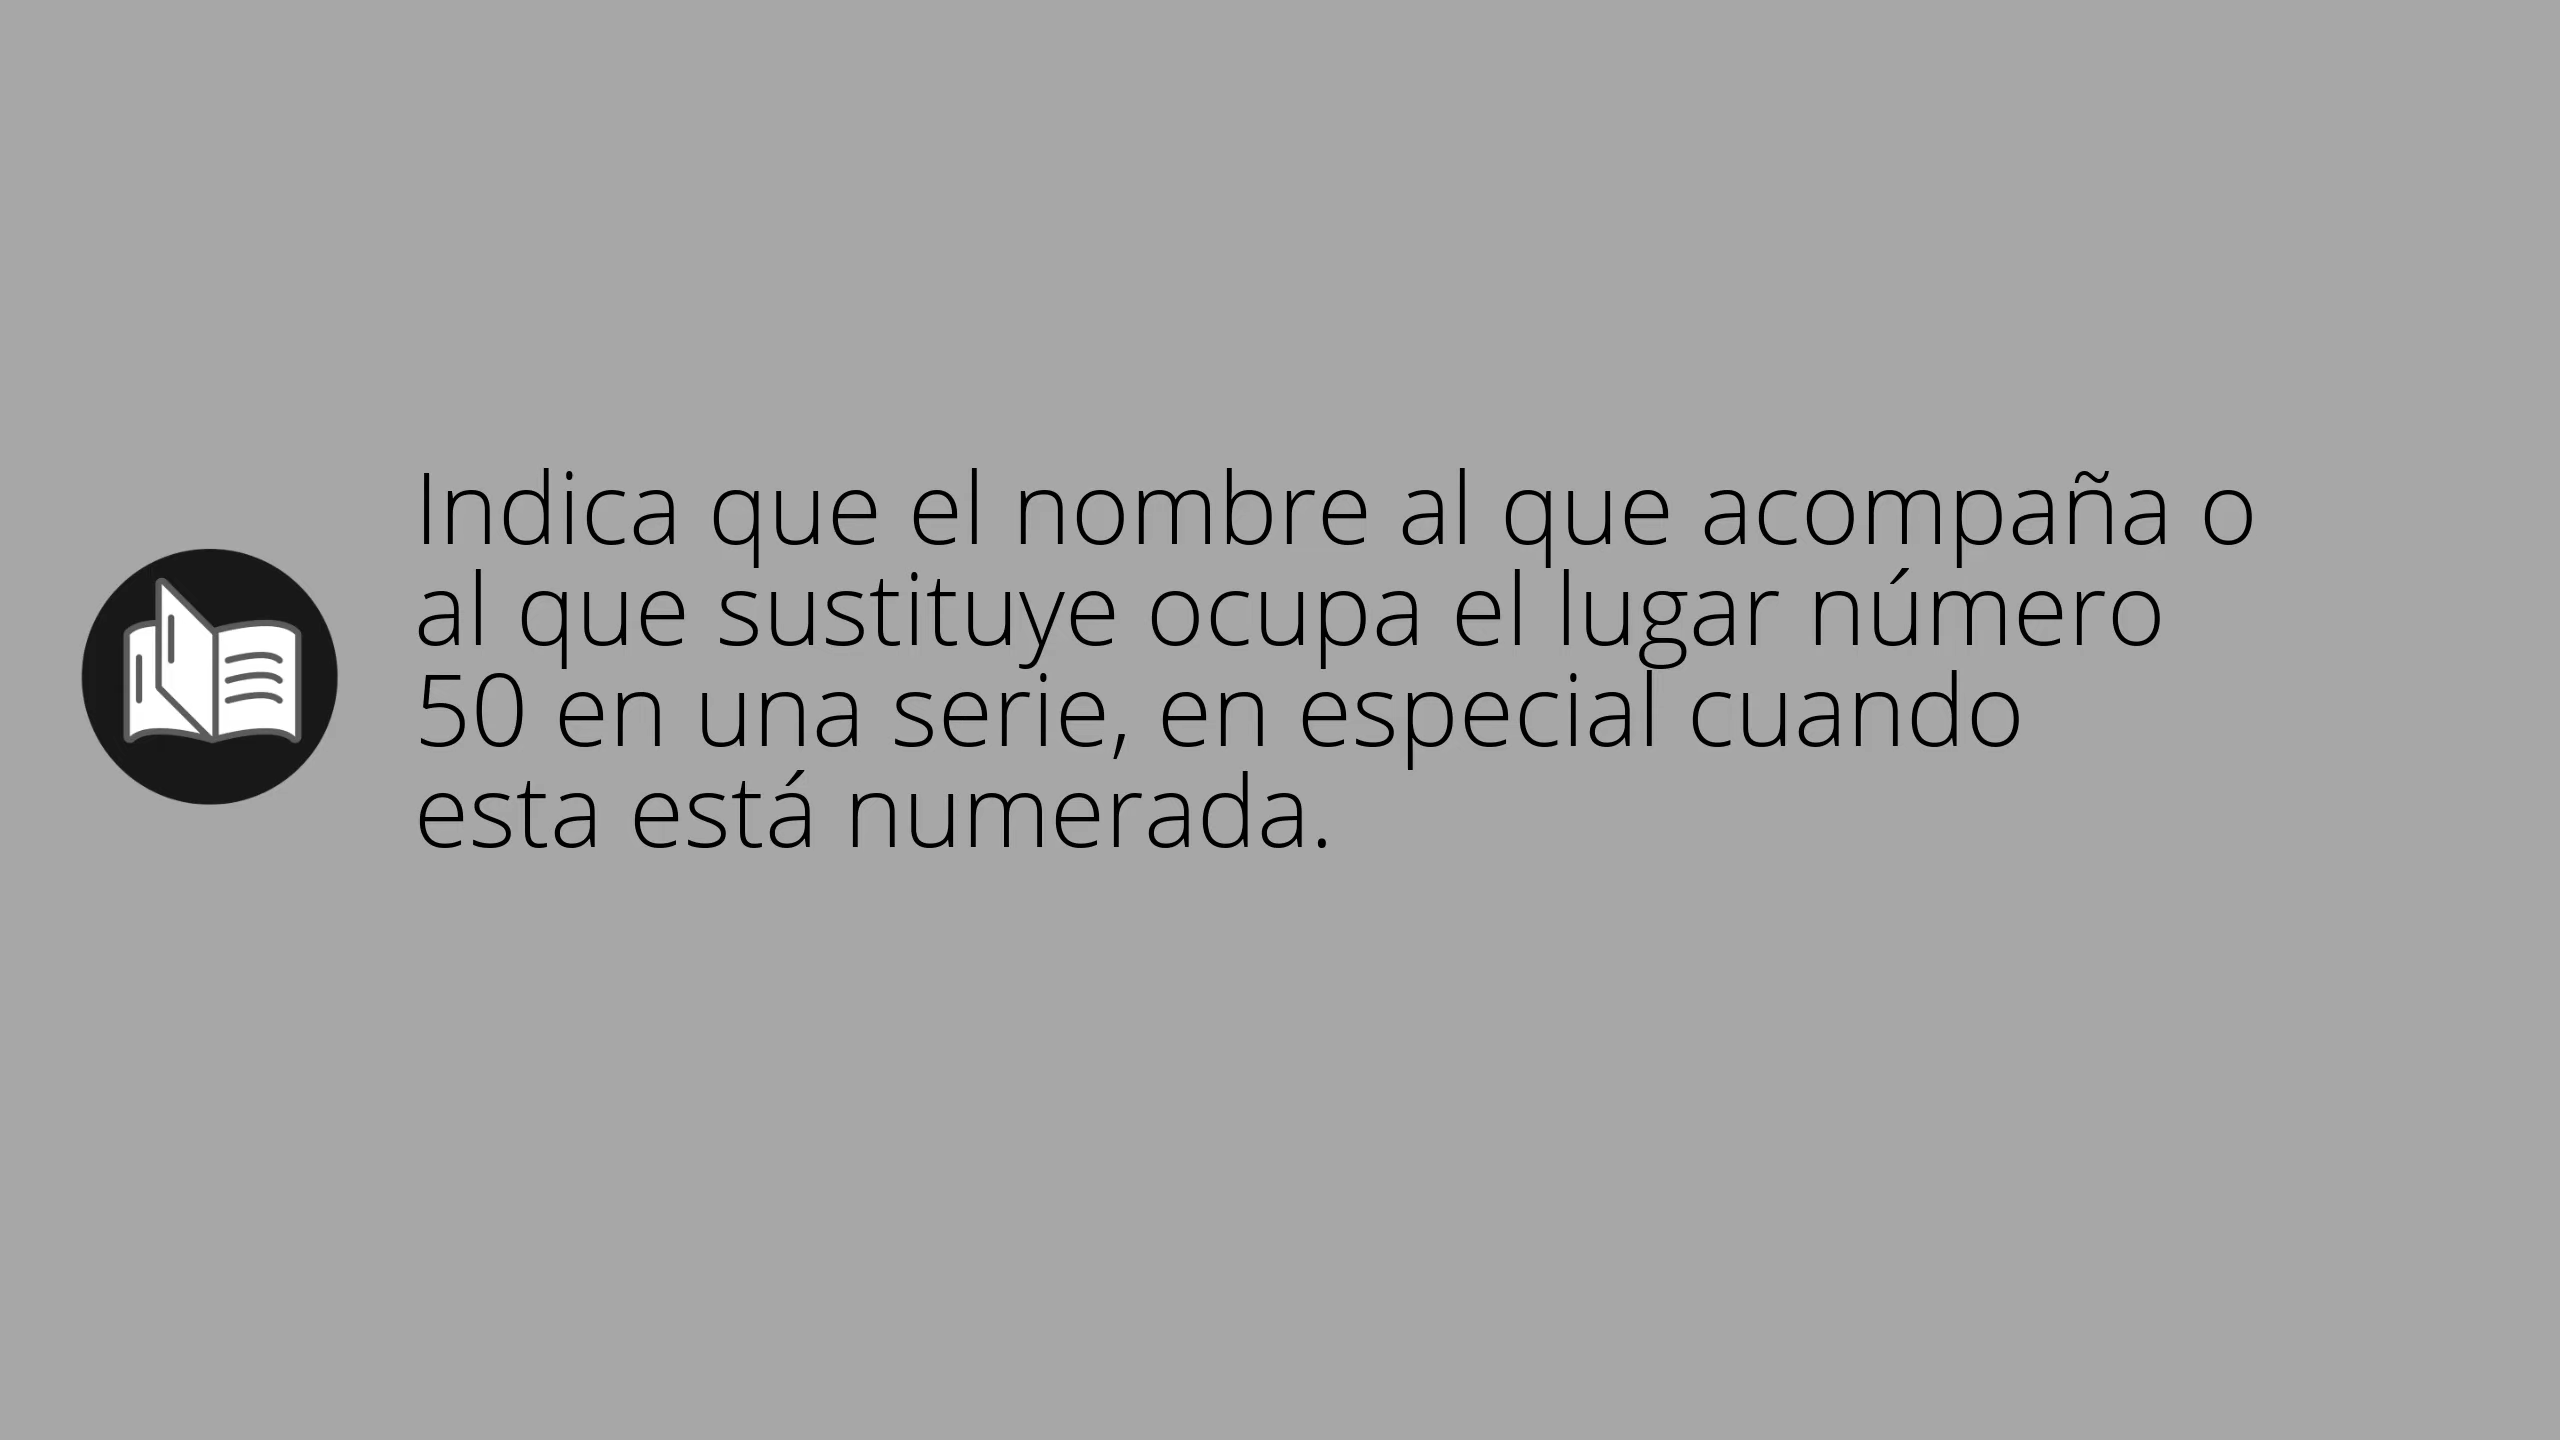 Indica que el nombre al que acompaña o
al que sustituye ocupa el lugar número
50 en una serie, en especial cuando
esta está numerada.